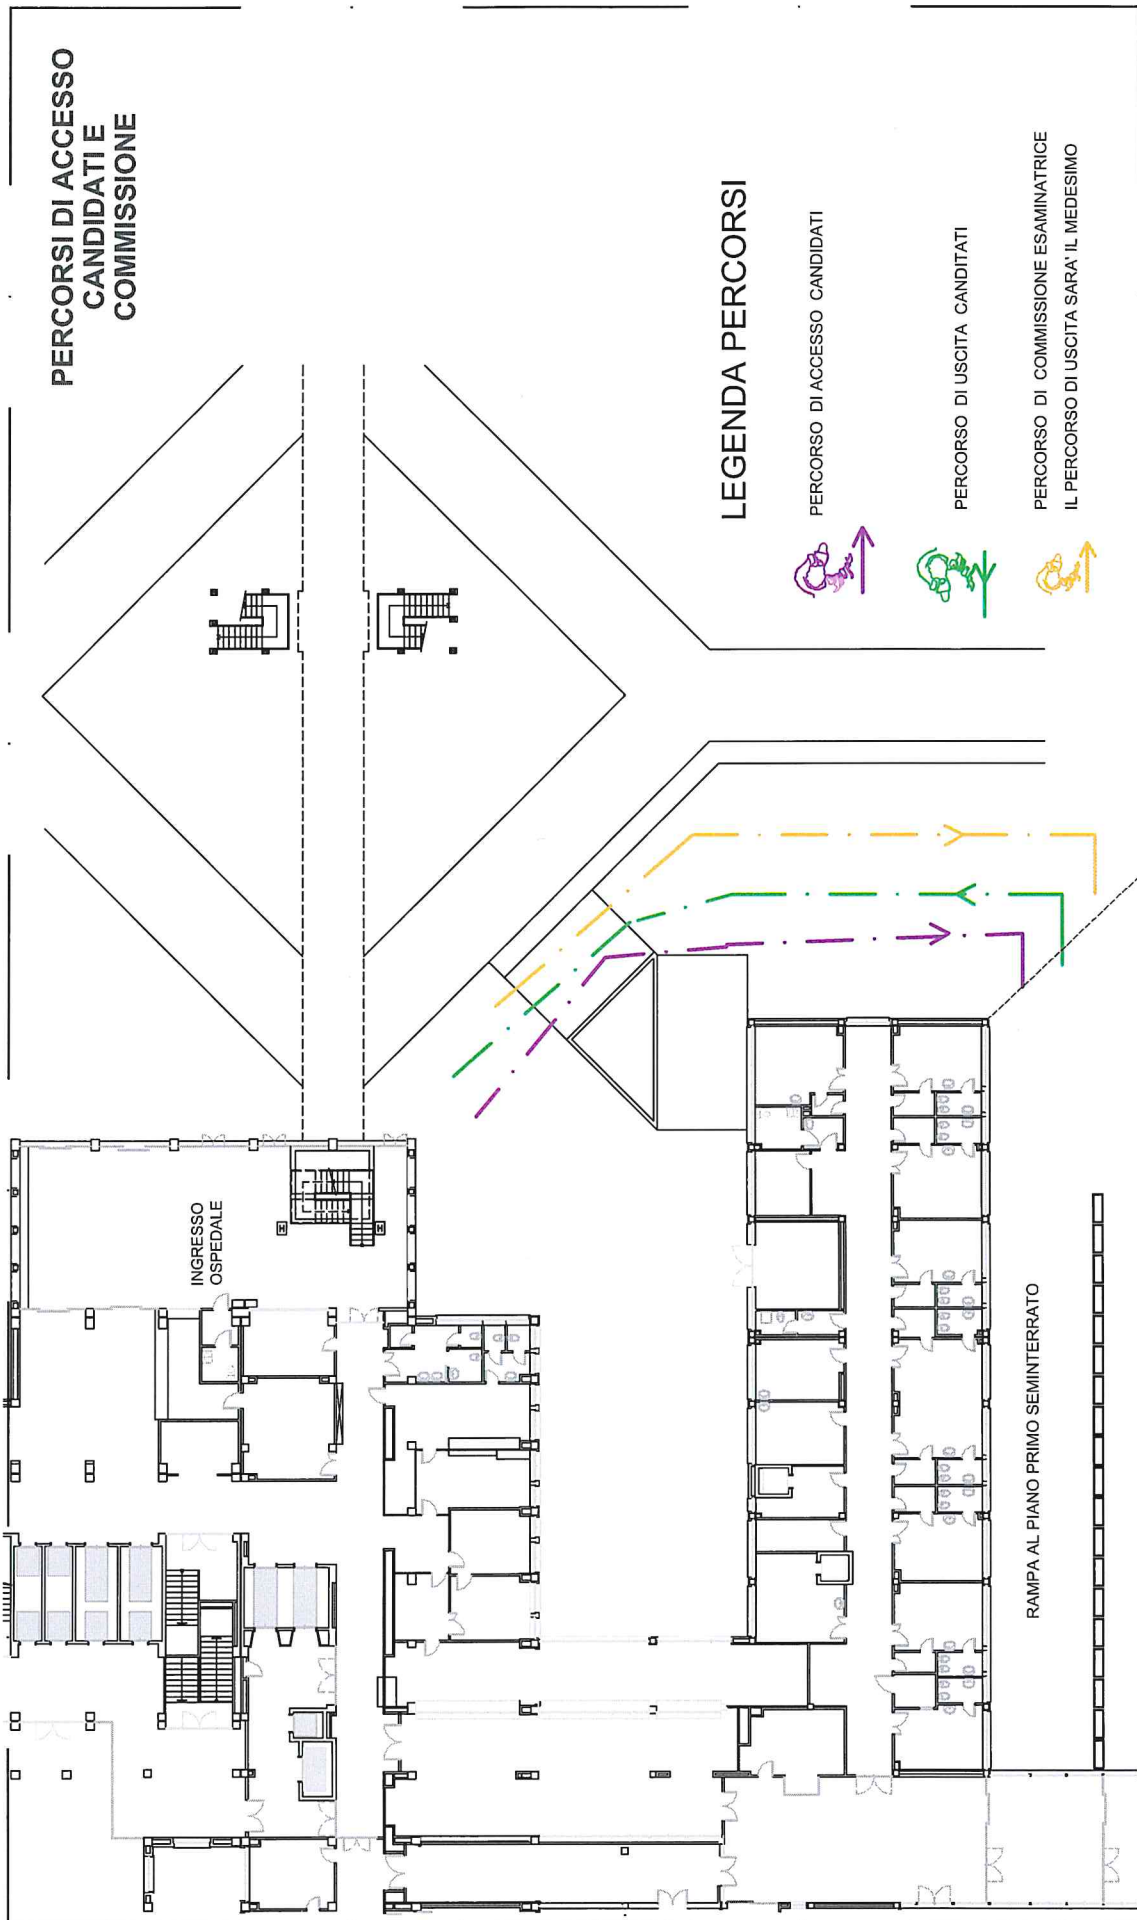 PERCORSI DI ACCESSO
CANDIDATI E
COMMISSIONE
INGRESSO
OSPEDALE
LEGENDA PERCORSI
PERCORSO DI ACCESSO CANDIDATI
PERCORSO DI USCITA CANDITATI
PERCORSO DI COMMISSIONE ESAMINATRICE
IL PERCORSO DI USCITA SARA' IL MEDESIMO
RAMPA AL PIANO PRIMO SEMINTERRATO